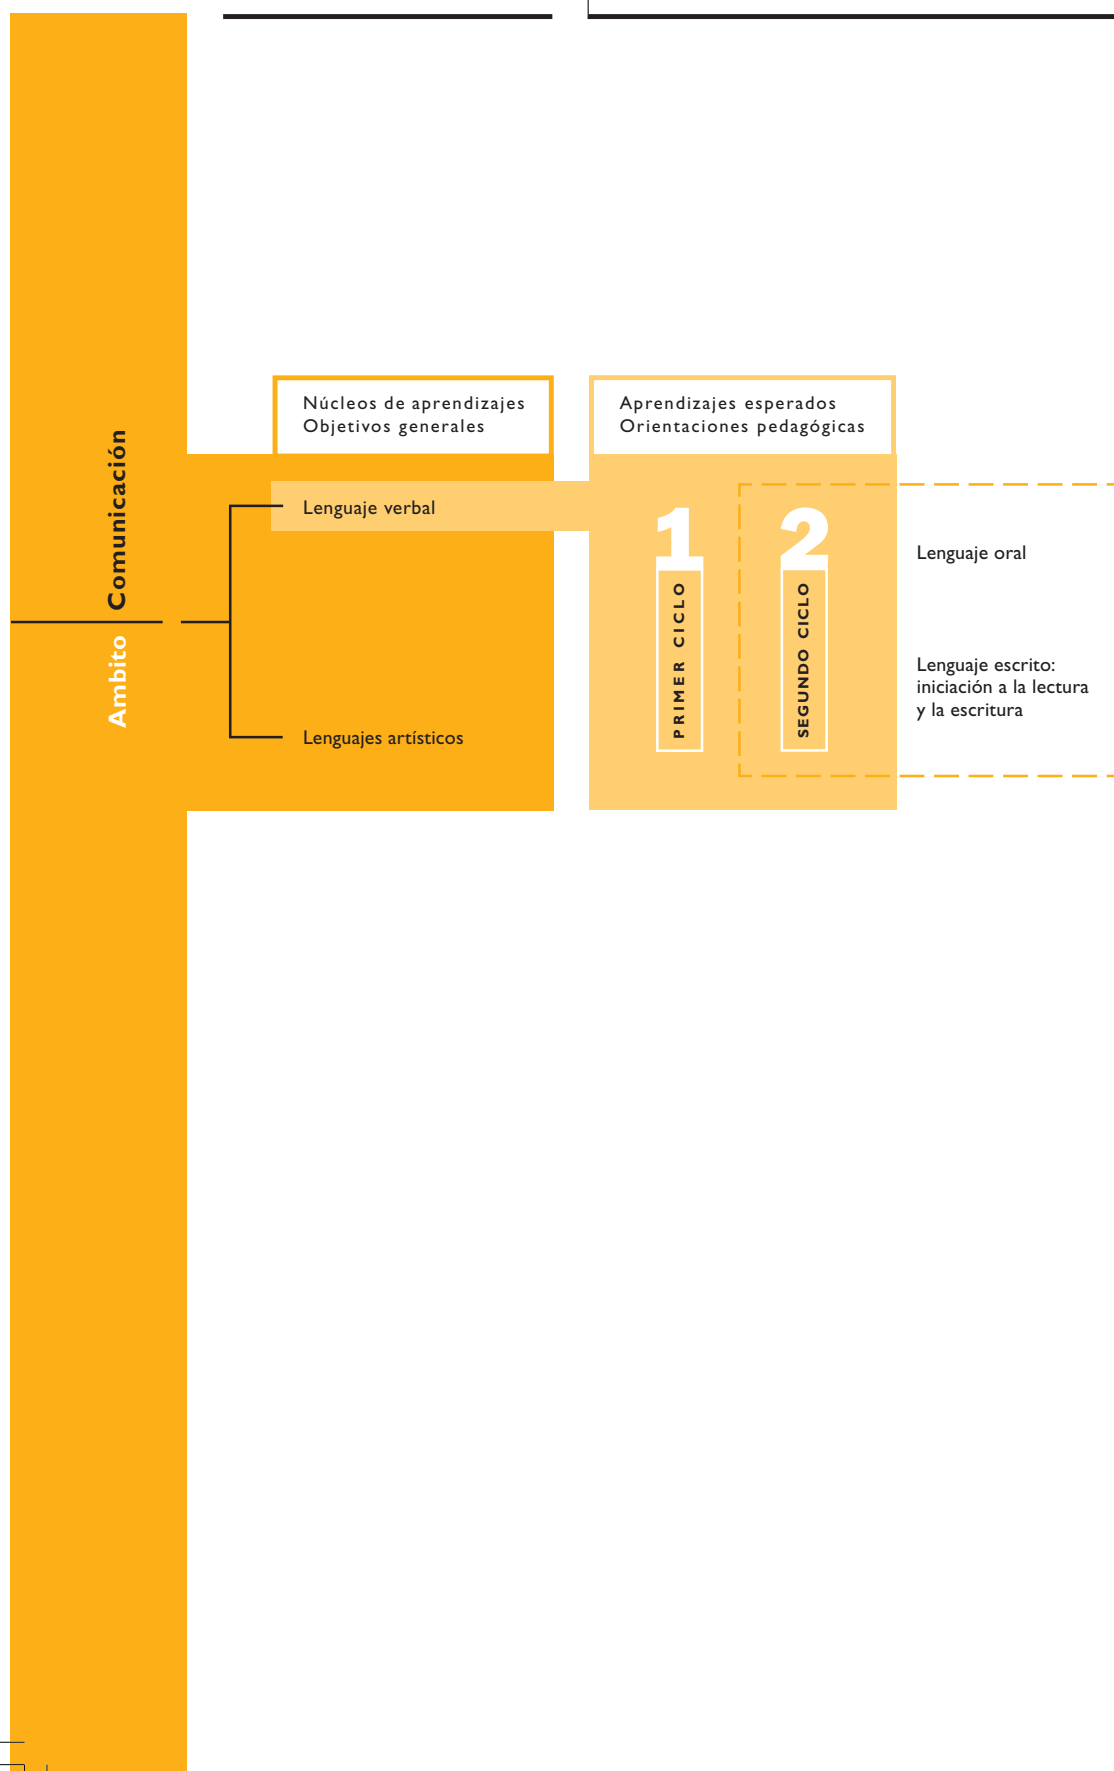 Ambito Comunicación
Núcleos de aprendizajes
Objetivos generales
Lenguaje verbal
Lenguajes artísticos
Aprendizajes esperados
Orientaciones pedagógicas
1
PRIMER CICLO
2
SEGUNDO CICLO
Lenguaje oral
Lenguaje escrito:
iniciación a la lectura
y la escritura